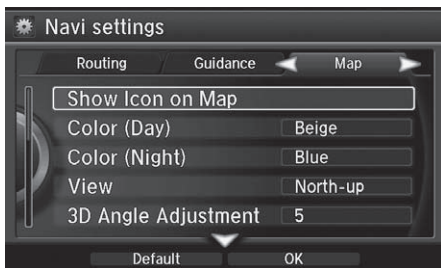 Navi settings
Routing Guidance Map
Show Icon on Map
Color (Day) Beige
Color (Night) Blue
View North-up
3D Angle Adjustment 5
Default OK